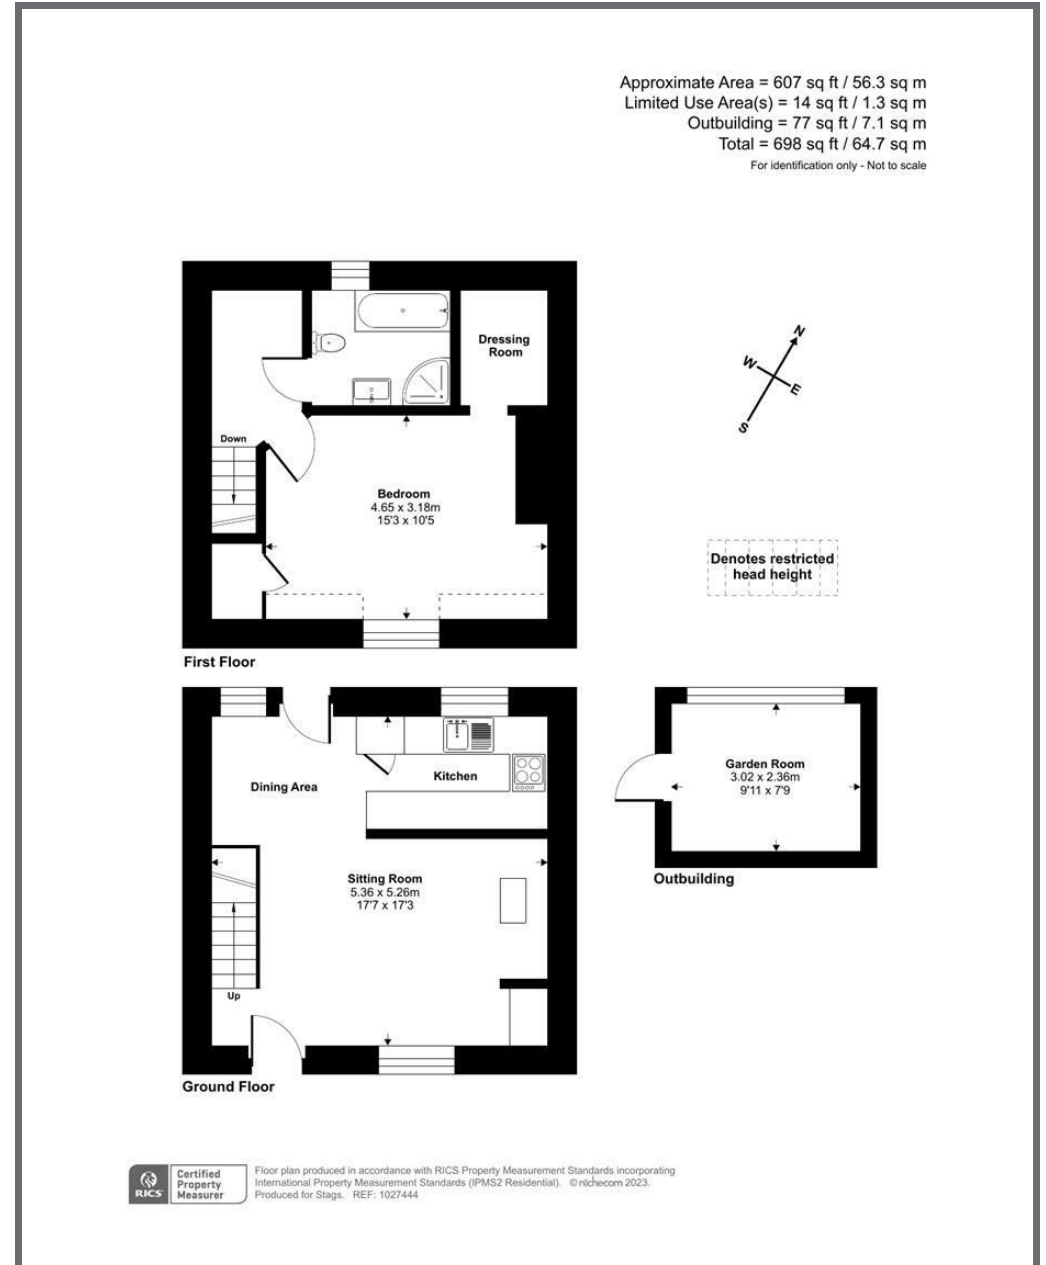 Approximate Area = 607 sq ft / 56.3 sq m
Limited Use Area(s) = 14 sq ft / 1.3 sq m
Outbuilding = 77 sq ft / 7.1 sq m
Total = 698 sq ft / 64.7 sq m
For identification only - Not to scale
Dressing
Room
N
W
E
S
Down
Bedroom
4.65 x 3.18m
15'3 x 10'5
Denotes restricted
head height
First Floor
Dining Area
Kitchen
Garden Room
3.02 x 2.36m
9'11 x 7'9
Sitting Room
5.36 x 5.26m
17'7 x 17'3
Outbuilding
Up
Ground Floor
RICS
Certified
Property
Measurer
Floor plan produced in accordance with RICS Property Measurement Standards incorporating
International Property Measurement Standards (IPMS2 Residential). © nichecom 2023.
Produced for Stags. REF: 1027444